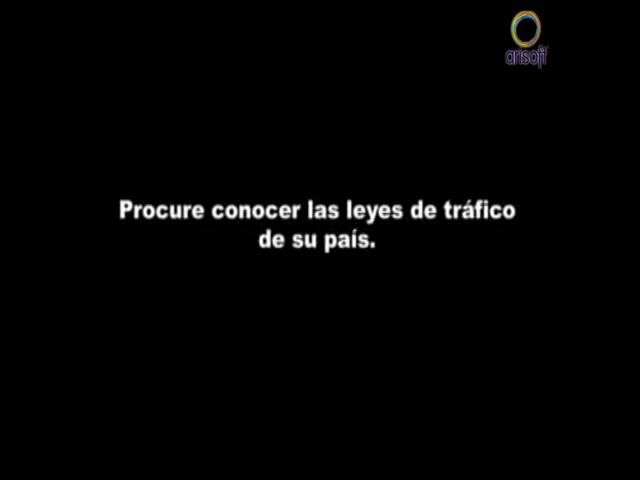 arisoft
Procure conocer las leyes de tráfico
de su país.